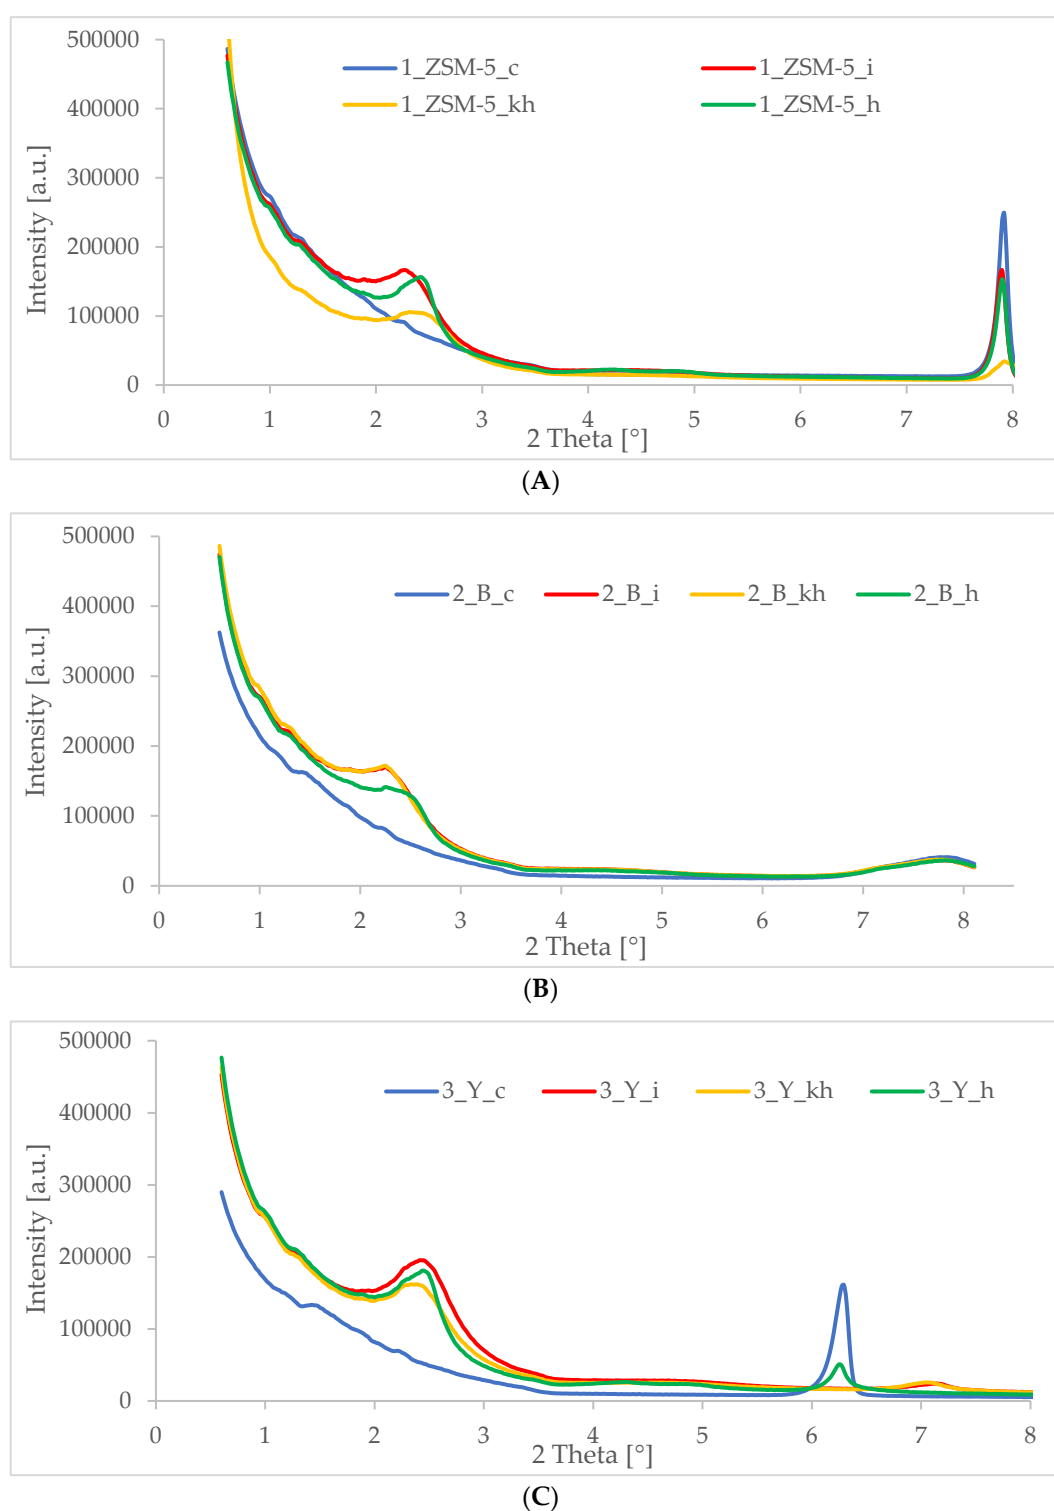 500000
400000
300000
200000
100000
0
Intensity [a.u.]
1_ZSM-5_c
1_ZSM-5_i
1_ZSM-5_kh
1_ZSM-5_h
0 1 2 3 4 5 6 7 8
2 Theta [°]
(A)
500000
400000
300000
200000
100000
0
Intensity [a.u.]
2_B_c 2_B_i 2_B_kh 2_B_h
0 1 2 3 4 5 6 7 8
2 Theta [°]
(B)
500000
400000
300000
200000
100000
0
Intensity [a.u.]
3_Y_c 3_Y_i 3_Y_kh 3_Y_h
0 1 2 3 4 5 6 7 8
2 Theta [°]
(C)